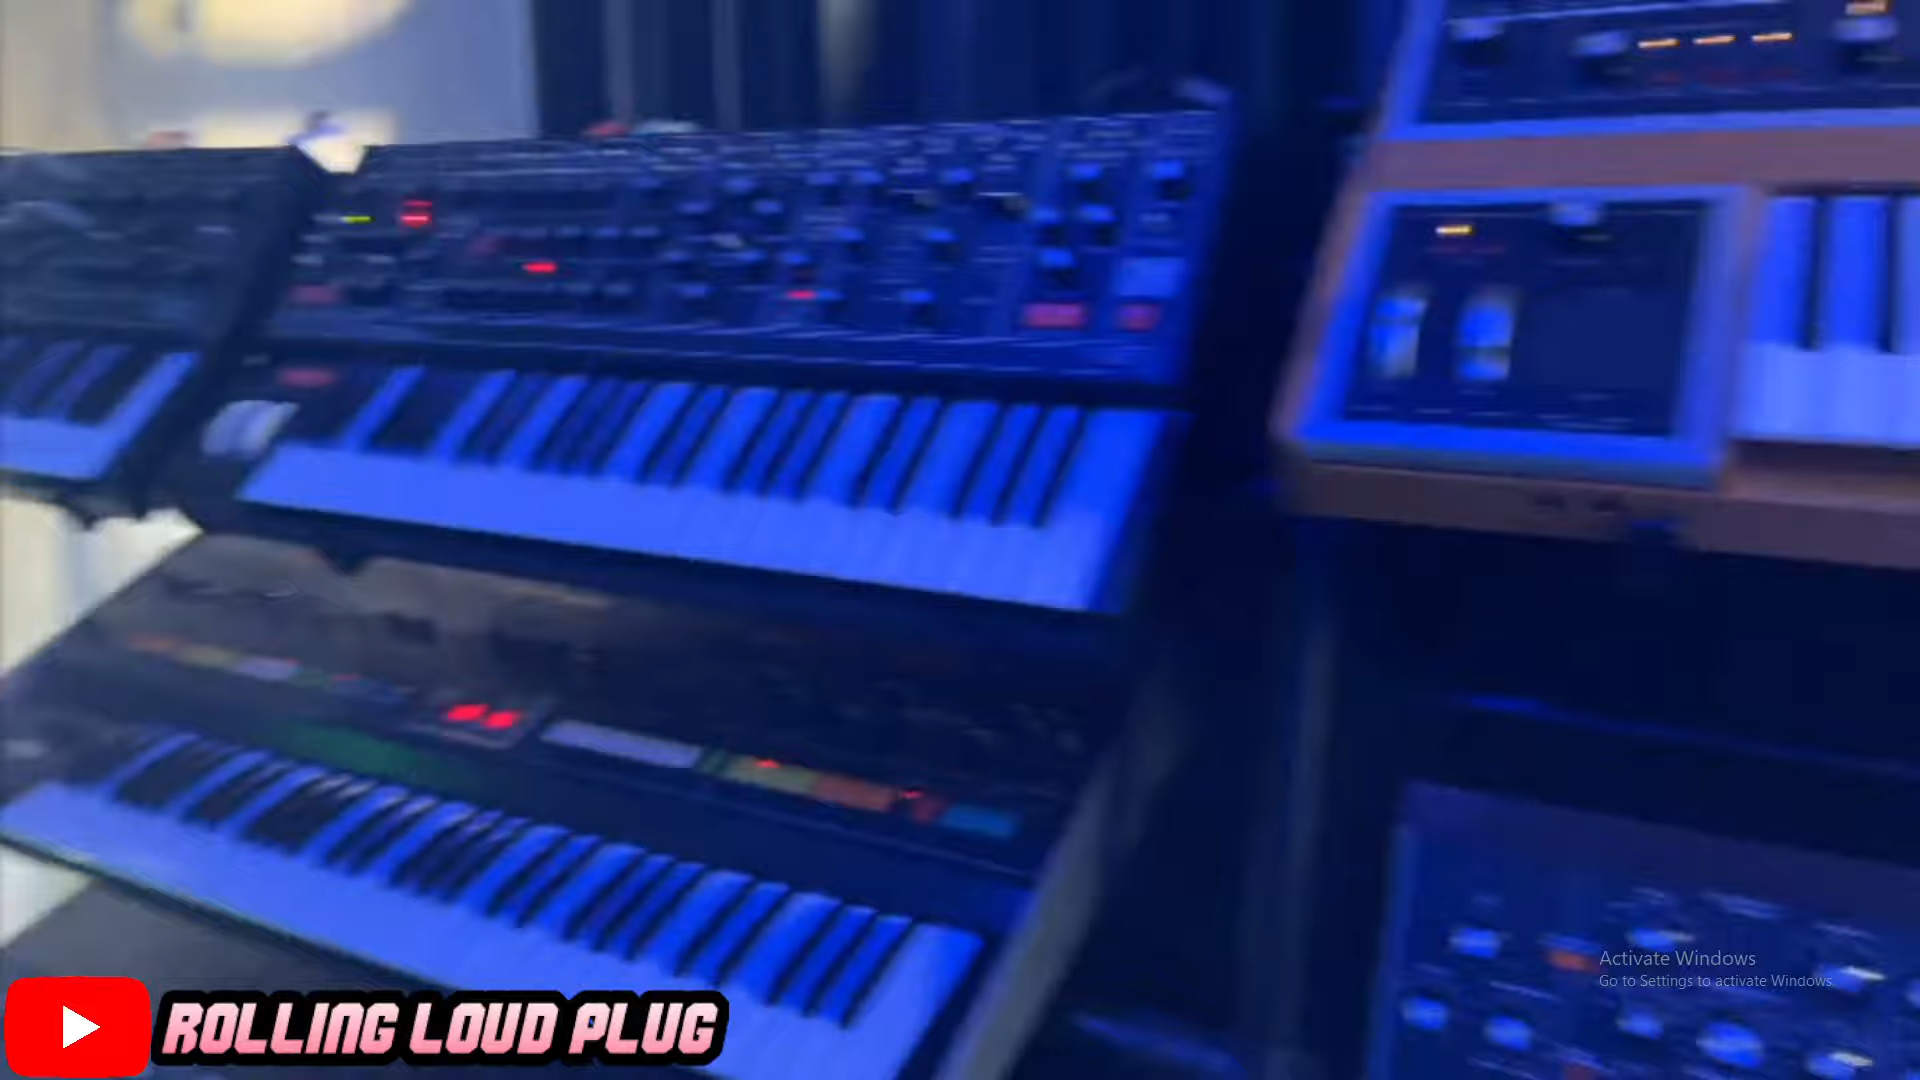 Activate Windows
Go to Settings to activate Windows
ROLLING LOUD PLUG